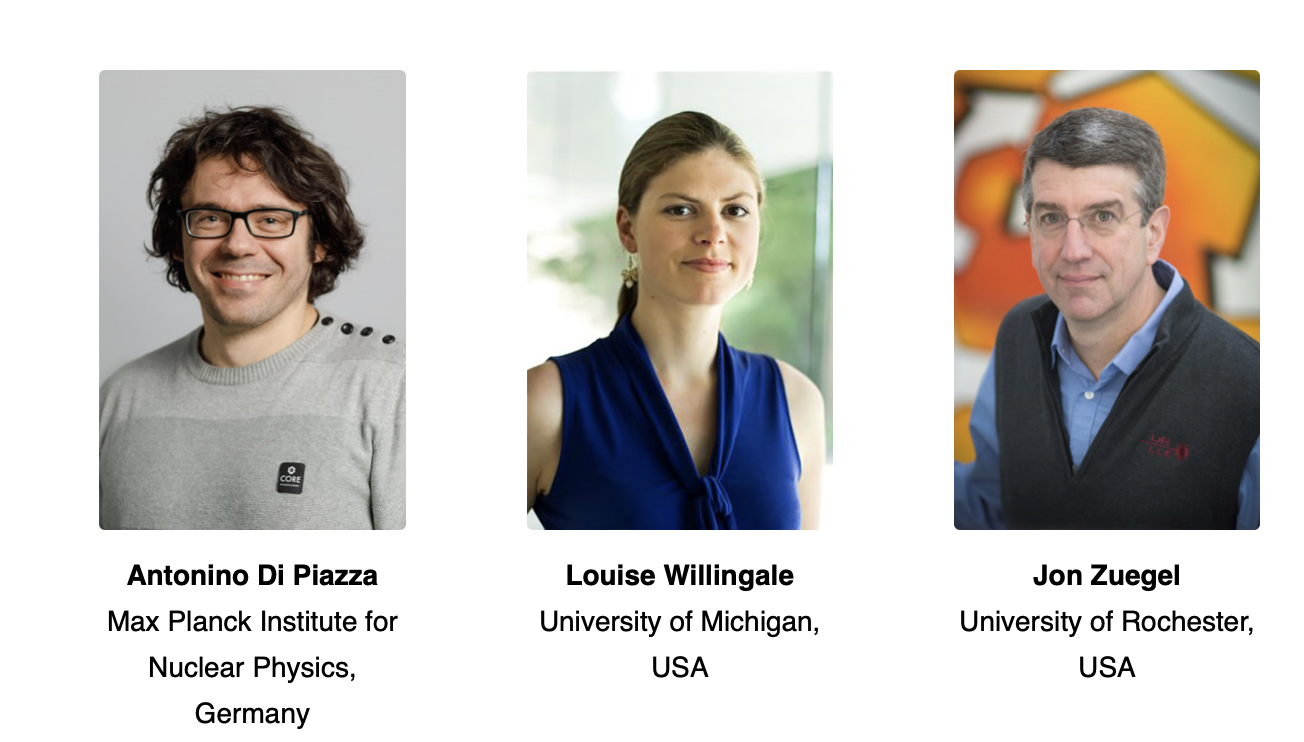 CORE
Antonino Di Piazza
Max Planck Institute for
Nuclear Physics,
Germany
Louise Willingale
University of Michigan,
USA
Jon Zuegel
University of Rochester,
USA